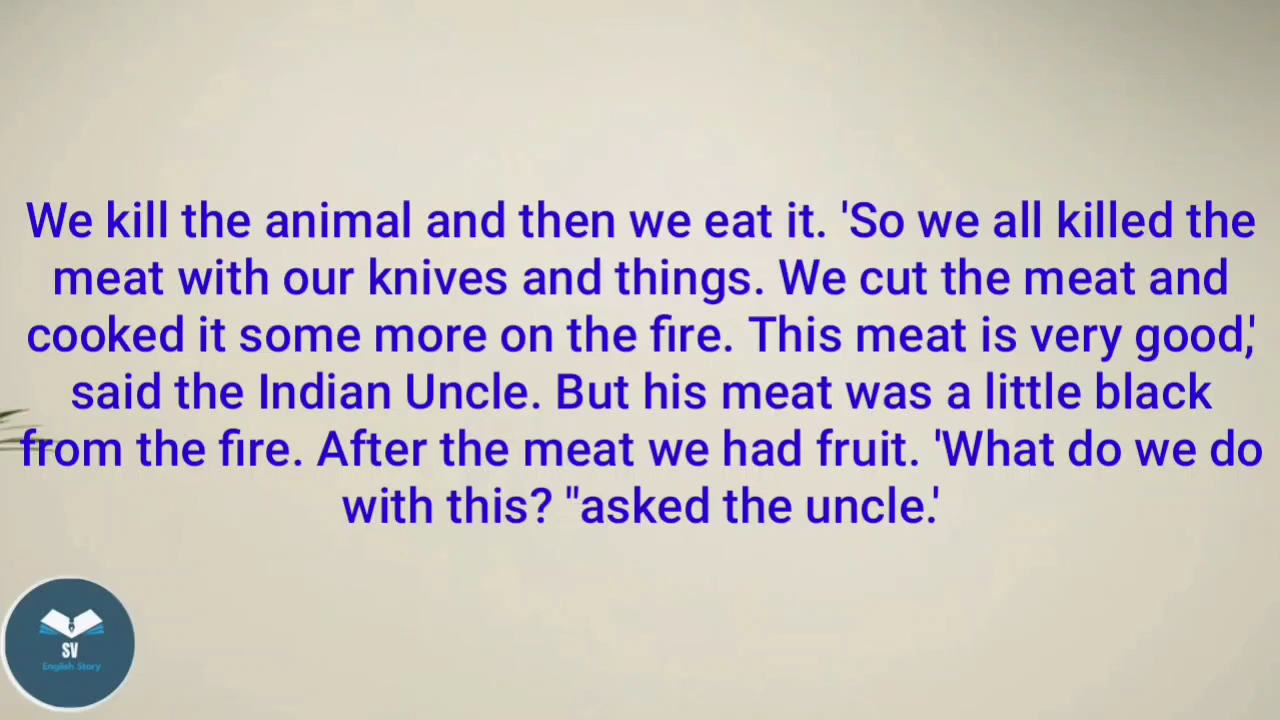 We kill the animal and then we eat it. 'So we all killed the
meat with our knives and things. We cut the meat and
cooked it some more on the fire. This meat is very good,'
said the Indian Uncle. But his meat was a little black
from the fire. After the meat we had fruit. 'What do we do
with this? "asked the uncle.'
SV
English Story